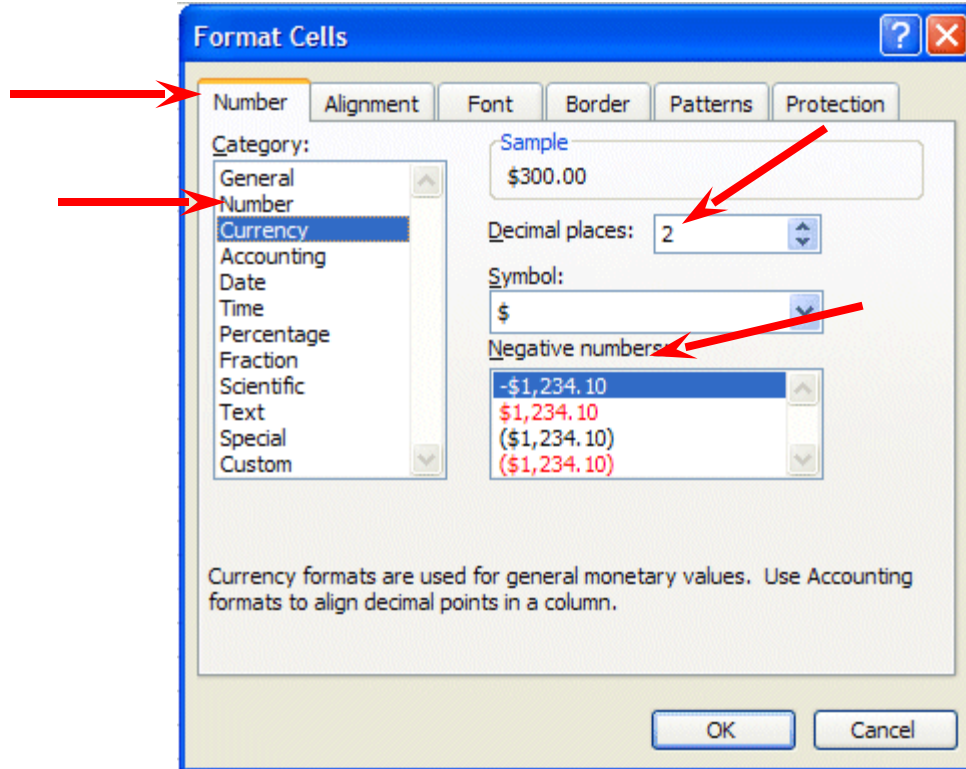 Format Cells
?
Number Alignment Font Border Patterns Protection
Category:
General
Number
Currency
Accounting
Date
Time
Percentage
Fraction
Scientific
Text
Special
Custom
Sample
$300.00
Decimal places: 2
Symbol:
$
Negative numbers:
-$1,234.10
$1,234.10
($1,234.10)
($1,234.10)
Currency formats are used for general monetary values. Use Accounting
formats to align decimal points in a column.
OK Cancel